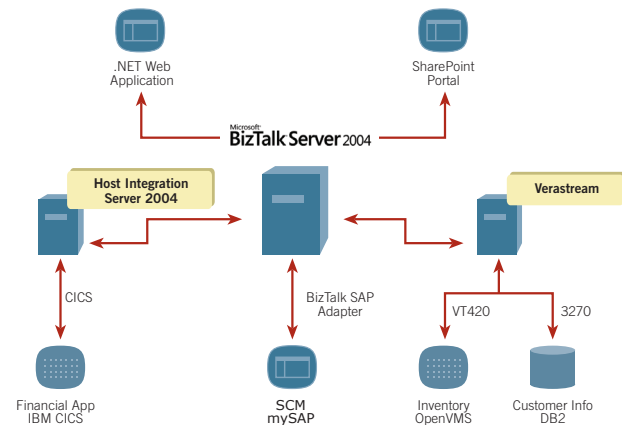 .NET Web
Application
SharePoint
Portal
Microsoft
BizTalk Server 2004
Host Integration
Server 2004
Verastream
CICS
BizTalk SAP
Adapter
VT420
3270
Financial App
IBM CICS
SCM
mySAP
Inventory
OpenVMS
Customer Info
DB2